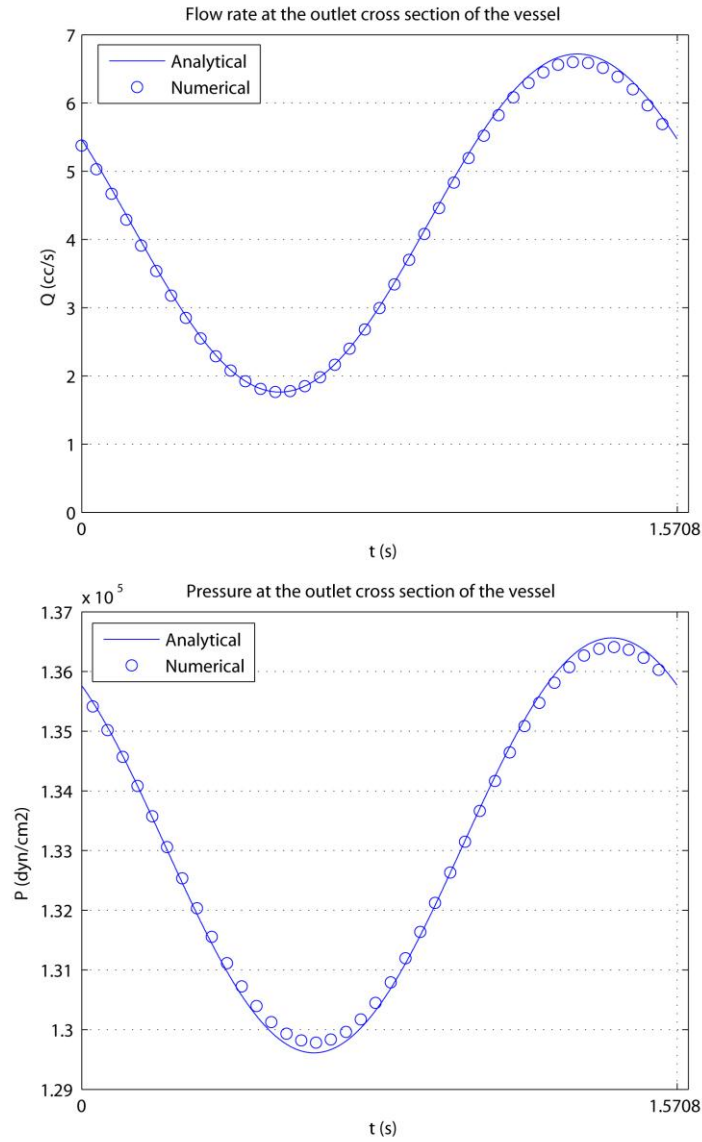 Flow rate at the outlet cross section of the vessel
7
6
5
4
3
2
1
0
Q (cc/s)
Analytical
Numerical
0
1.5708
t (s)
Pressure at the outlet cross section of the vessel
x 10 5
1.37
1.36
1.35
1.34
1.33
1.32
1.31
1.3
1.29
P (dyn/cm2)
Analytical
Numerical
0
1.5708
t (s)